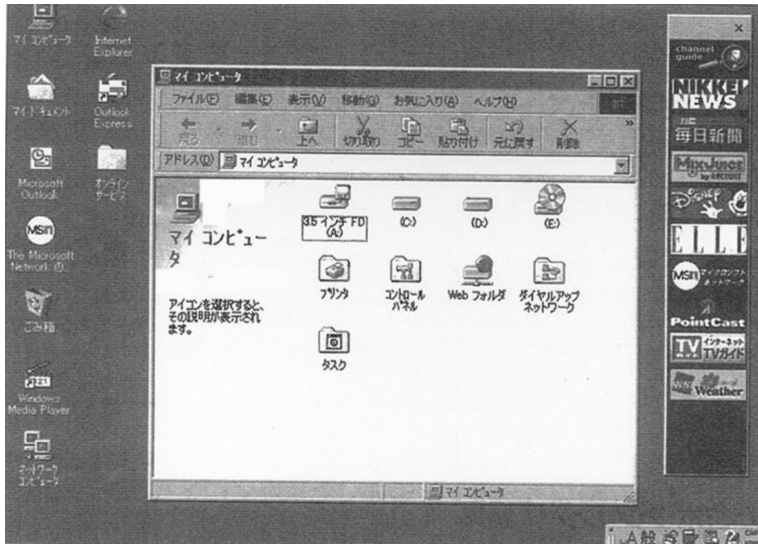 マイ コンピュータ
Internet
Explorer
マイ ドキュメント
Outlook
Express
Microsoft
Outlook
オンライン
サービス
msn
The Microsoft
Network の...
ごみ箱
Windows
Media Player
ネットワーク
コンピュータ
マイ コンピュータ
ファイル(F) 編集(E) 表示(V) 移動(G) お気に入り(A) ヘルプ(H)
戻る 進む 上へ 切り取り コピー 貼り付け 元に戻す 削除 »
アドレス(D) マイ コンピュータ
マイ コンピュー
タ
アイコンを選択すると、
その説明が表示され
ます。
3.5 インチ FD
(A:)
(C:)
(D:)
(E:)
プリンタ
コントロール
パネル
Web フォルダ
ダイヤルアップ
ネットワーク
タスク
マイ コンピュータ
channel
guide
NIKKEI
NEWS
THE
毎日新聞
MixJuice
by RECRUIT
DISNEY
ELLE
msn マイクロソフト
ネットワーク
PointCast
TV インターネット
TVガイド
WNI Weather
A 般